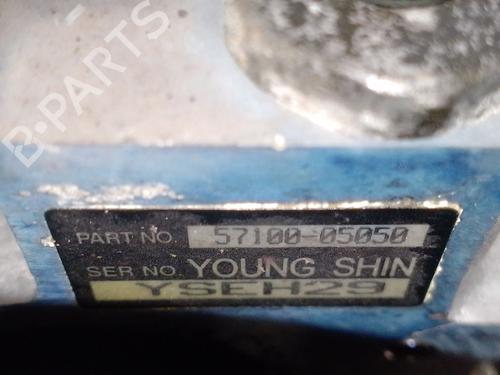 B-PARTS
PART NO. 57100-05050
SER NO. YOUNG SHIN
YSEH29